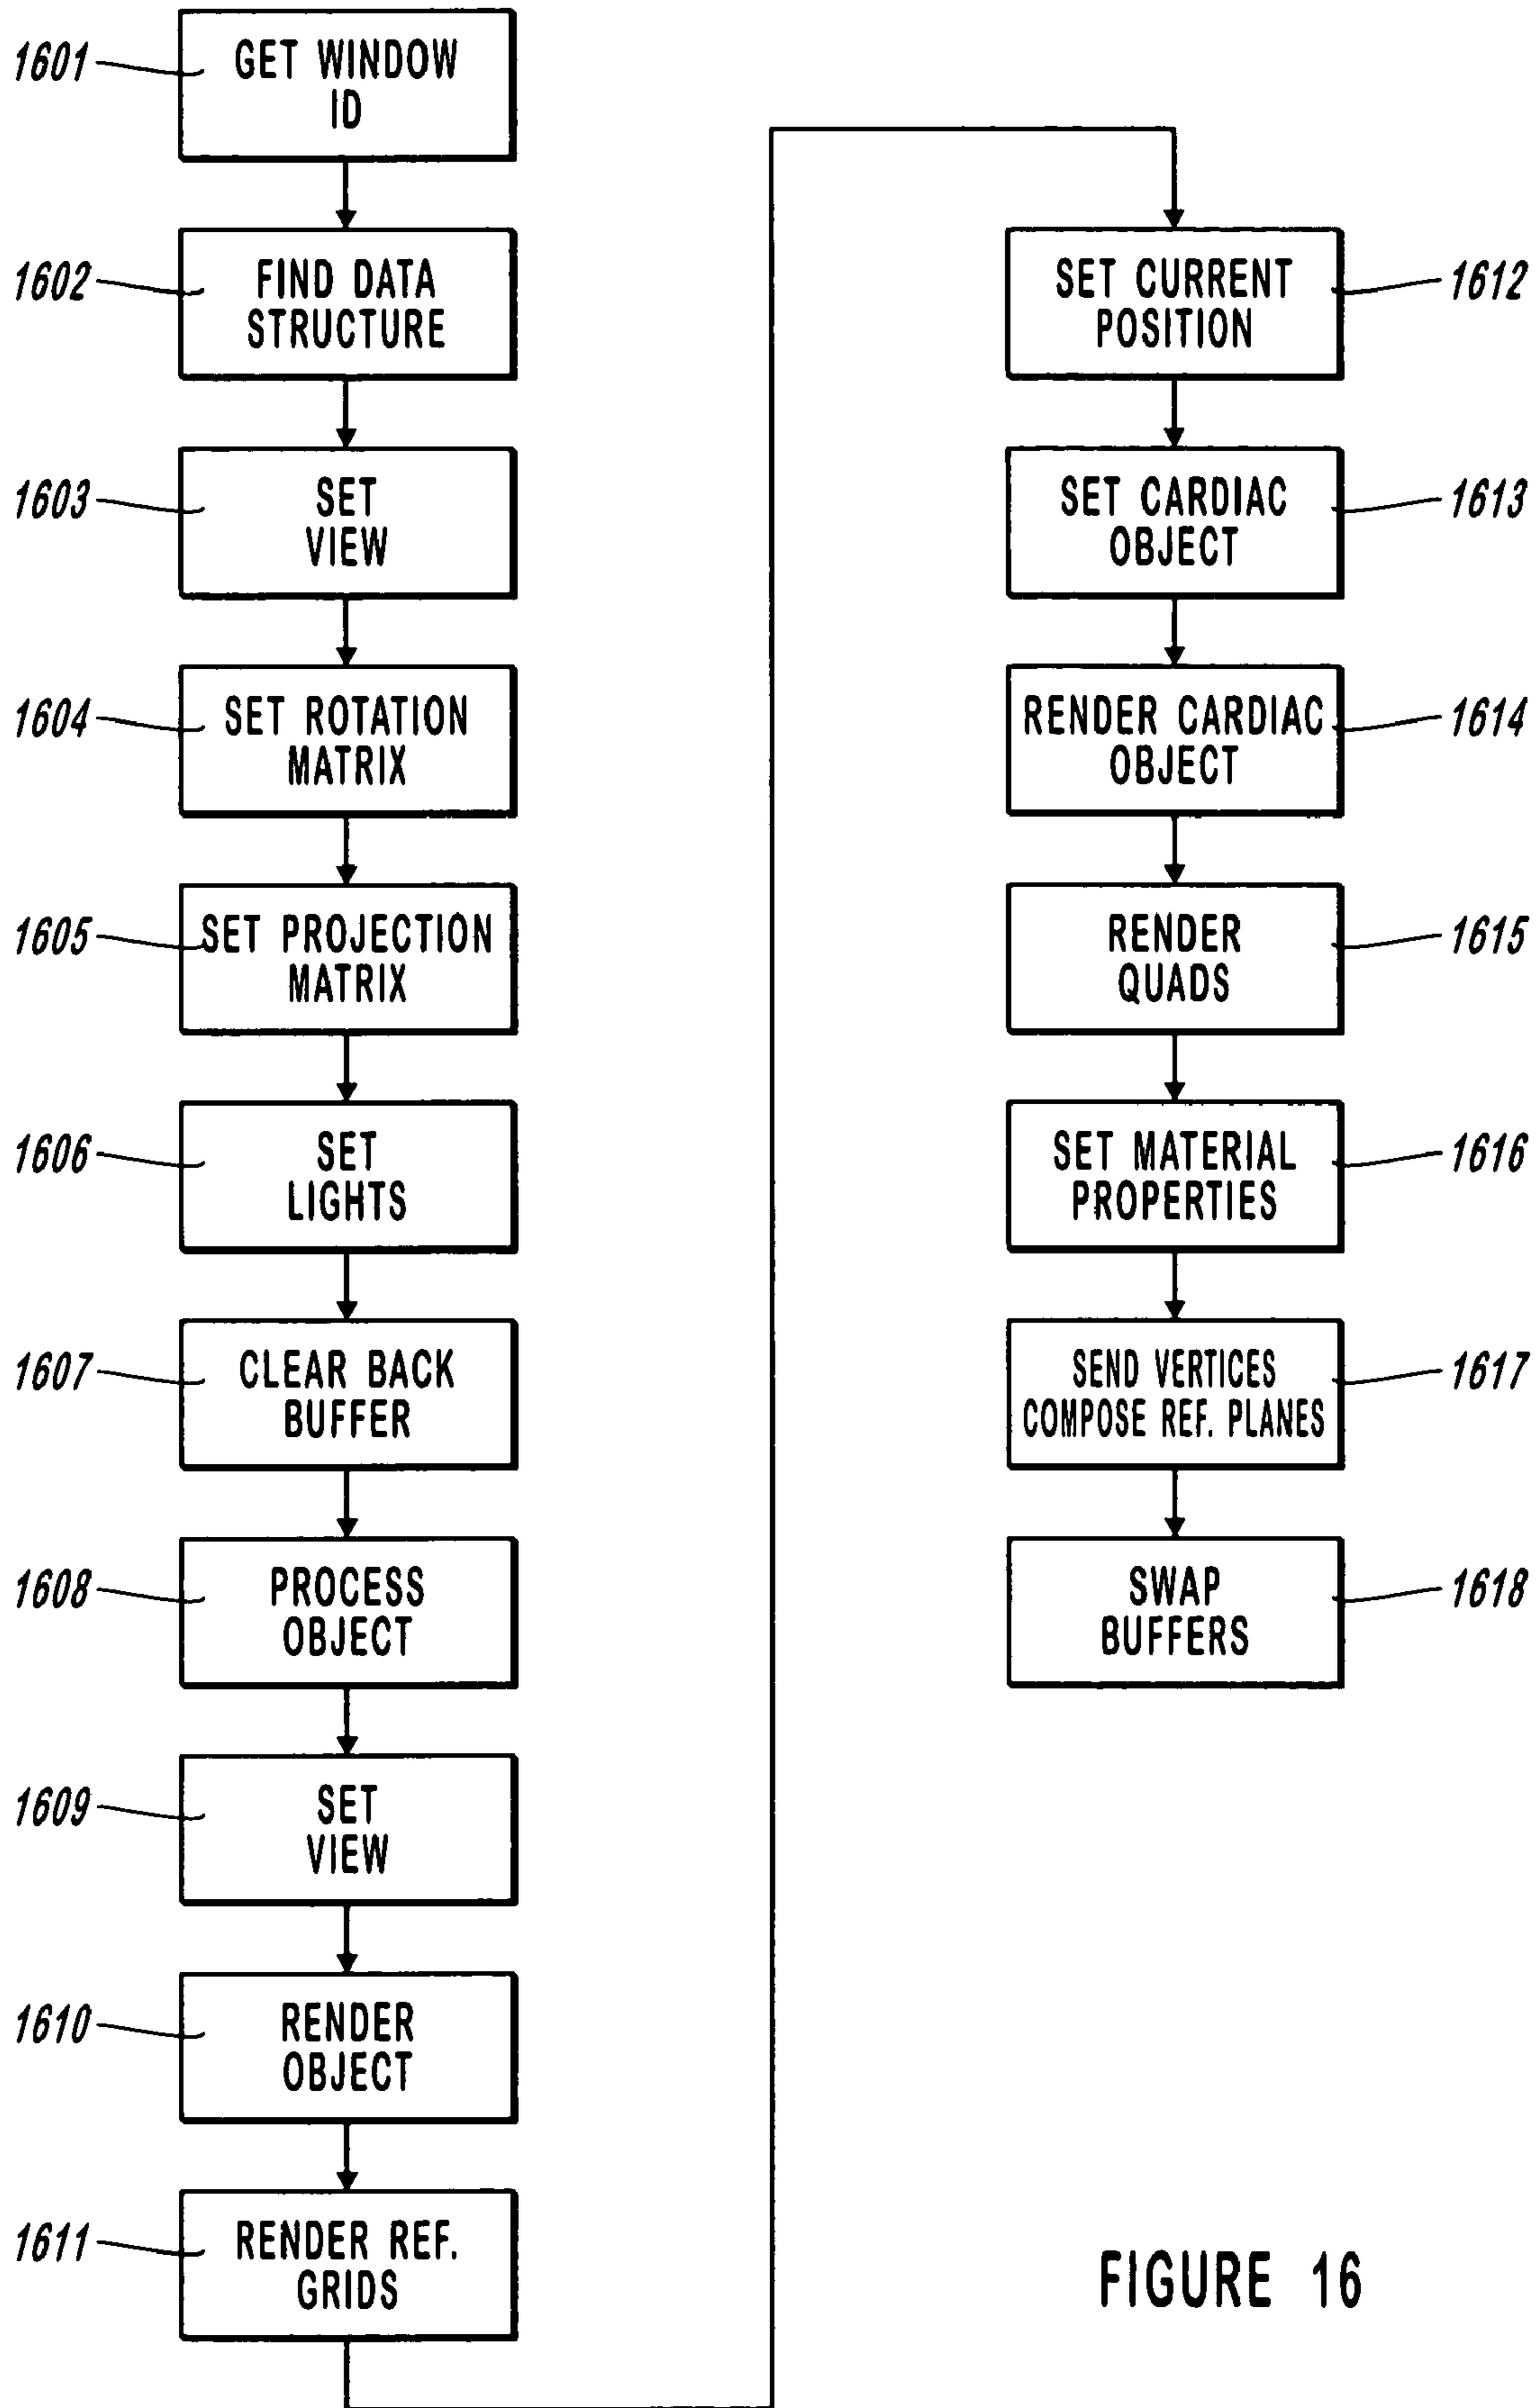 1601
GET WINDOW
ID
1602
FIND DATA
STRUCTURE
1603
SET
VIEW
1604
SET ROTATION
MATRIX
1605
SET PROJECTION
MATRIX
1606
SET
LIGHTS
1607
CLEAR BACK
BUFFER
1608
PROCESS
OBJECT
1609
SET
VIEW
1610
RENDER
OBJECT
1611
RENDER REF.
GRIDS
SET CURRENT
POSITION
1612
SET CARDIAC
OBJECT
1613
RENDER CARDIAC
OBJECT
1614
RENDER
QUADS
1615
SET MATERIAL
PROPERTIES
1616
SEND VERTICES
COMPOSE REF. PLANES
1617
SWAP
BUFFERS
1618
FIGURE 16